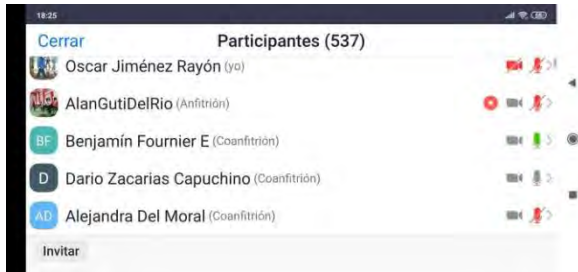 18:25
Cerrar Participantes (537)
Oscar Jiménez Rayón (yo)
AlanGutiDelRio (Anfitrión)
BF Benjamín Fournier E (Coanfitrión)
D Dario Zacarias Capuchino (Coanfitrión)
AD Alejandra Del Moral (Coanfitrión)
Invitar